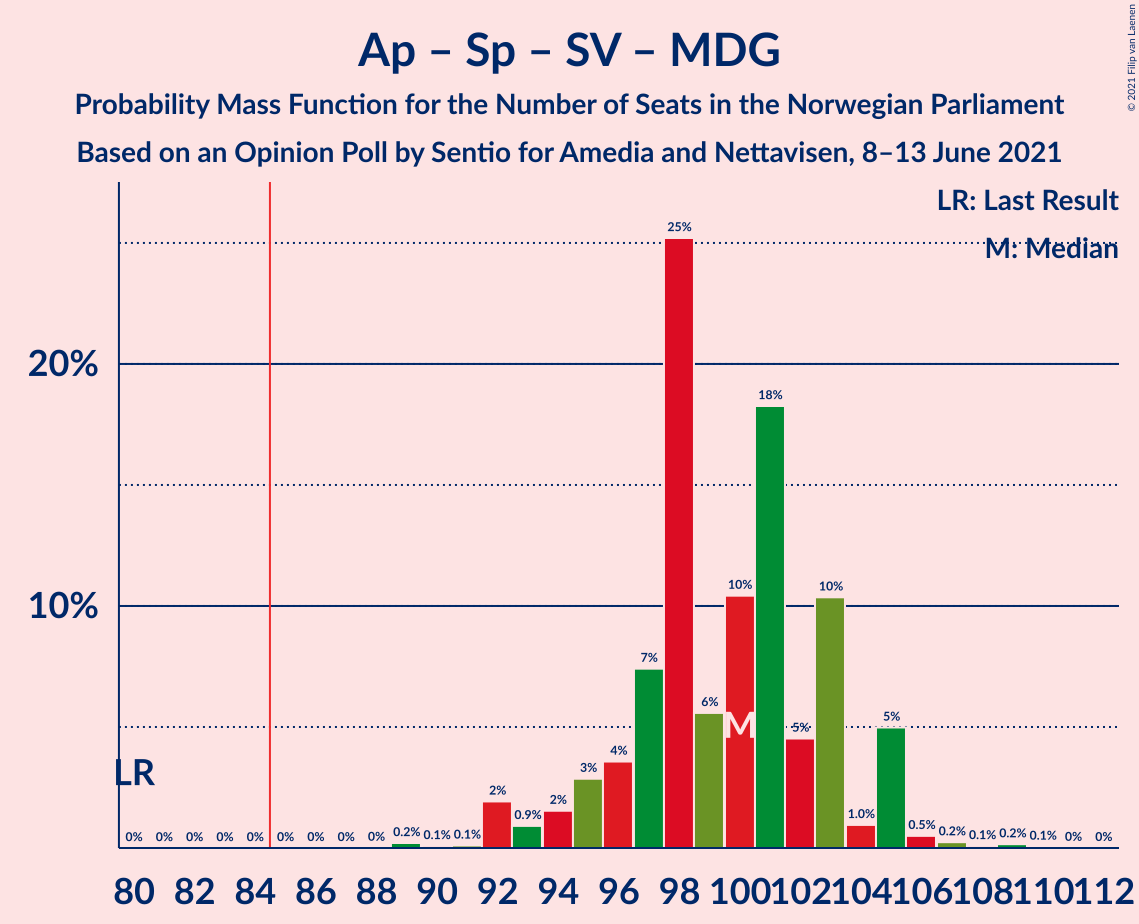 Ap – Sp – SV – MDG
Probability Mass Function for the Number of Seats in the Norwegian Parliament
Based on an Opinion Poll by Sentio for Amedia and Nettavisen, 8–13 June 2021
© 2021 Filip van Laenen
LR: Last Result
M: Median
20%
10%
LR
M
0% 0% 0% 0% 0% 0% 0% 0% 0% 0.2% 0.1% 0.1% 2% 0.9% 2% 3% 4% 7% 25% 6% 10% 18% 5% 10% 1.0% 5% 0.5% 0.2% 0.1% 0.2% 0.1% 0% 0%
80 82 84 86 88 90 92 94 96 98 100 102 104 106 108 110 112